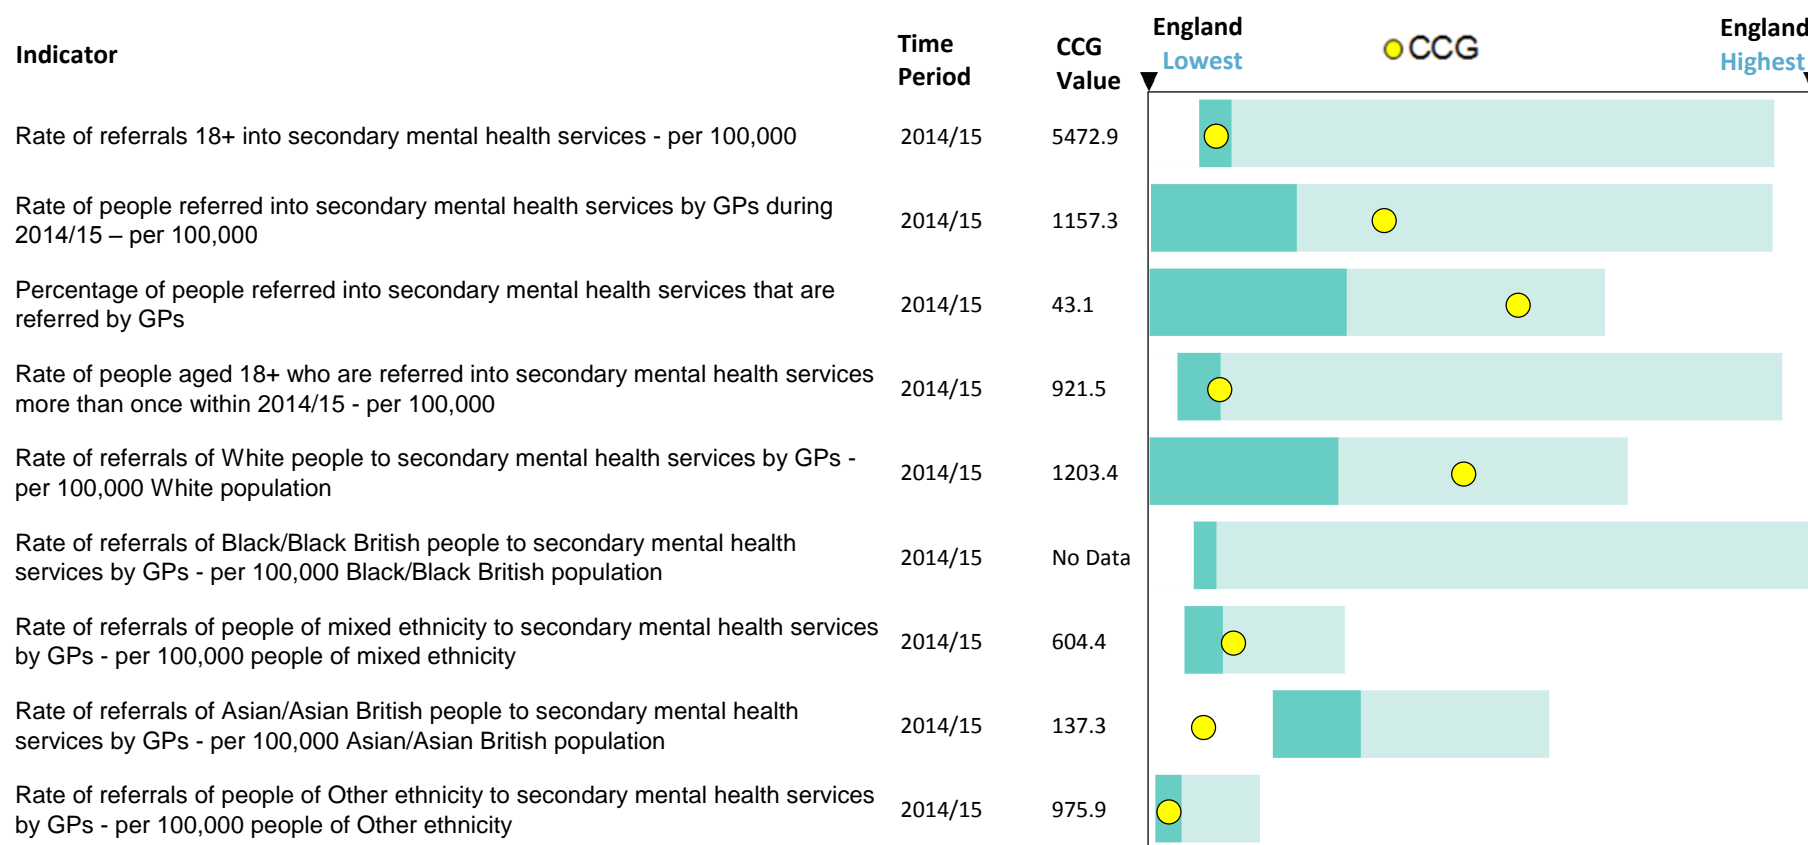 Indicator
Time Period
CCG Value
England Lowest
CCG
England Highest
Rate of referrals 18+ into secondary mental health services - per 100,000
2014/15
5472.9
Rate of people referred into secondary mental health services by GPs during
2014/15 – per 100,000
2014/15
1157.3
Percentage of people referred into secondary mental health services that are
referred by GPs
2014/15
43.1
Rate of people aged 18+ who are referred into secondary mental health services
more than once within 2014/15 - per 100,000
2014/15
921.5
Rate of referrals of White people to secondary mental health services by GPs -
per 100,000 White population
2014/15
1203.4
Rate of referrals of Black/Black British people to secondary mental health
services by GPs - per 100,000 Black/Black British population
2014/15
No Data
Rate of referrals of people of mixed ethnicity to secondary mental health services
by GPs - per 100,000 people of mixed ethnicity
2014/15
604.4
Rate of referrals of Asian/Asian British people to secondary mental health
services by GPs - per 100,000 Asian/Asian British population
2014/15
137.3
Rate of referrals of people of Other ethnicity to secondary mental health services
by GPs - per 100,000 people of Other ethnicity
2014/15
975.9